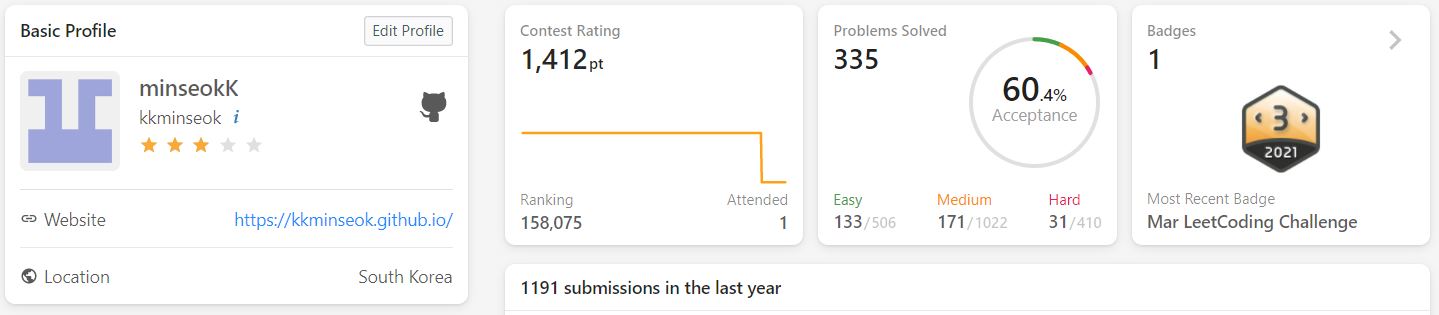 Basic Profile
Edit Profile
minseokK
kkminseok i
Website
https://kkminseok.github.io/
Location
South Korea
Contest Rating
1,412 pt
Ranking
158,075
Attended
1
Problems Solved
335
60.4%
Acceptance
Easy
133/506
Medium
171/1022
Hard
31/410
Badges
1
3
2021
Most Recent Badge
Mar LeetCoding Challenge
1191 submissions in the last year